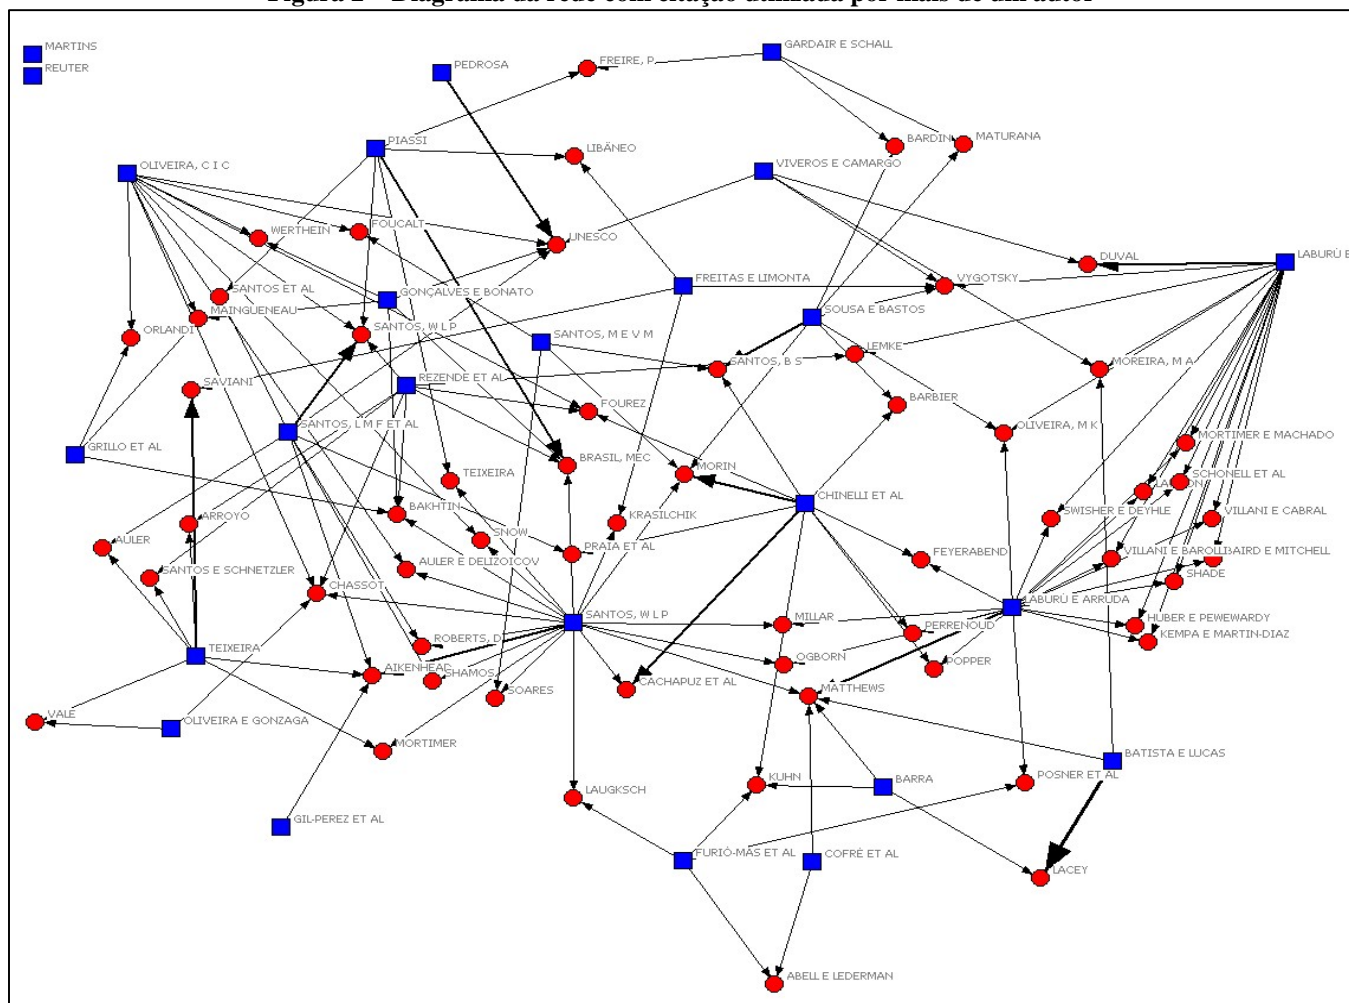 MARTINS
REUTER
GARDAIR E SCHALL
FREIRE, P
PEDROSA
PIASSI
BARDIN
MATURANA
LIBÂNEO
OLIVEIRA, C I C
VIVEROS E CAMARGO
WERTHEIN
FOUCALT
UNESCO
DUVAL
LABURÚ E
SANTOS ET AL
GONÇALVES E BONATO
FREITAS E LIMONTA
VYGOTSKY
MAINGUENEAU
SOUSA E BASTOS
ORLANDI
SANTOS, W L P
SANTOS, M E V M
LEMKE
SANTOS, B S
MOREIRA, M A
SAVIANI
REZENDE ET AL
FOUREZ
BARBIER
SANTOS, L M F ET AL
OLIVEIRA, M K
MORTIMER E MACHADO
GRILLO ET AL
BRASIL, MEC
TEIXEIRA
MORIN
SCHONELL ET AL
CHINELLI ET AL
BAKHTIN
KRASILCHIK
SWISHER E DEYHLE
VILLANI E CABRAL
ARROYO
SNOW
AULER
PRAIA ET AL
FEYERABEND
AULER E DELIZOICOV
SANTOS E SCHNETZLER
SHADE
CHASSOT
LABURÚ E ARRUDA
SANTOS, W L P
MILLAR
PERRENOUD
HUBER E PEWEWARDY
KEMPA E MARTIN-DIAZ
ROBERTS, D
TEIXEIRA
OGBORN
POPPER
AIKENHEAD
SHAMOS
SOARES
CACHAPUZ ET AL
MATTHEWS
VALE
OLIVEIRA E GONZAGA
MORTIMER
BATISTA E LUCAS
KUHN
BARRA
POSNER ET AL
LAUGKSCH
GIL-PEREZ ET AL
FURIÓ-MAS ET AL
COFRÉ ET AL
LACEY
ABELL E LEDERMAN